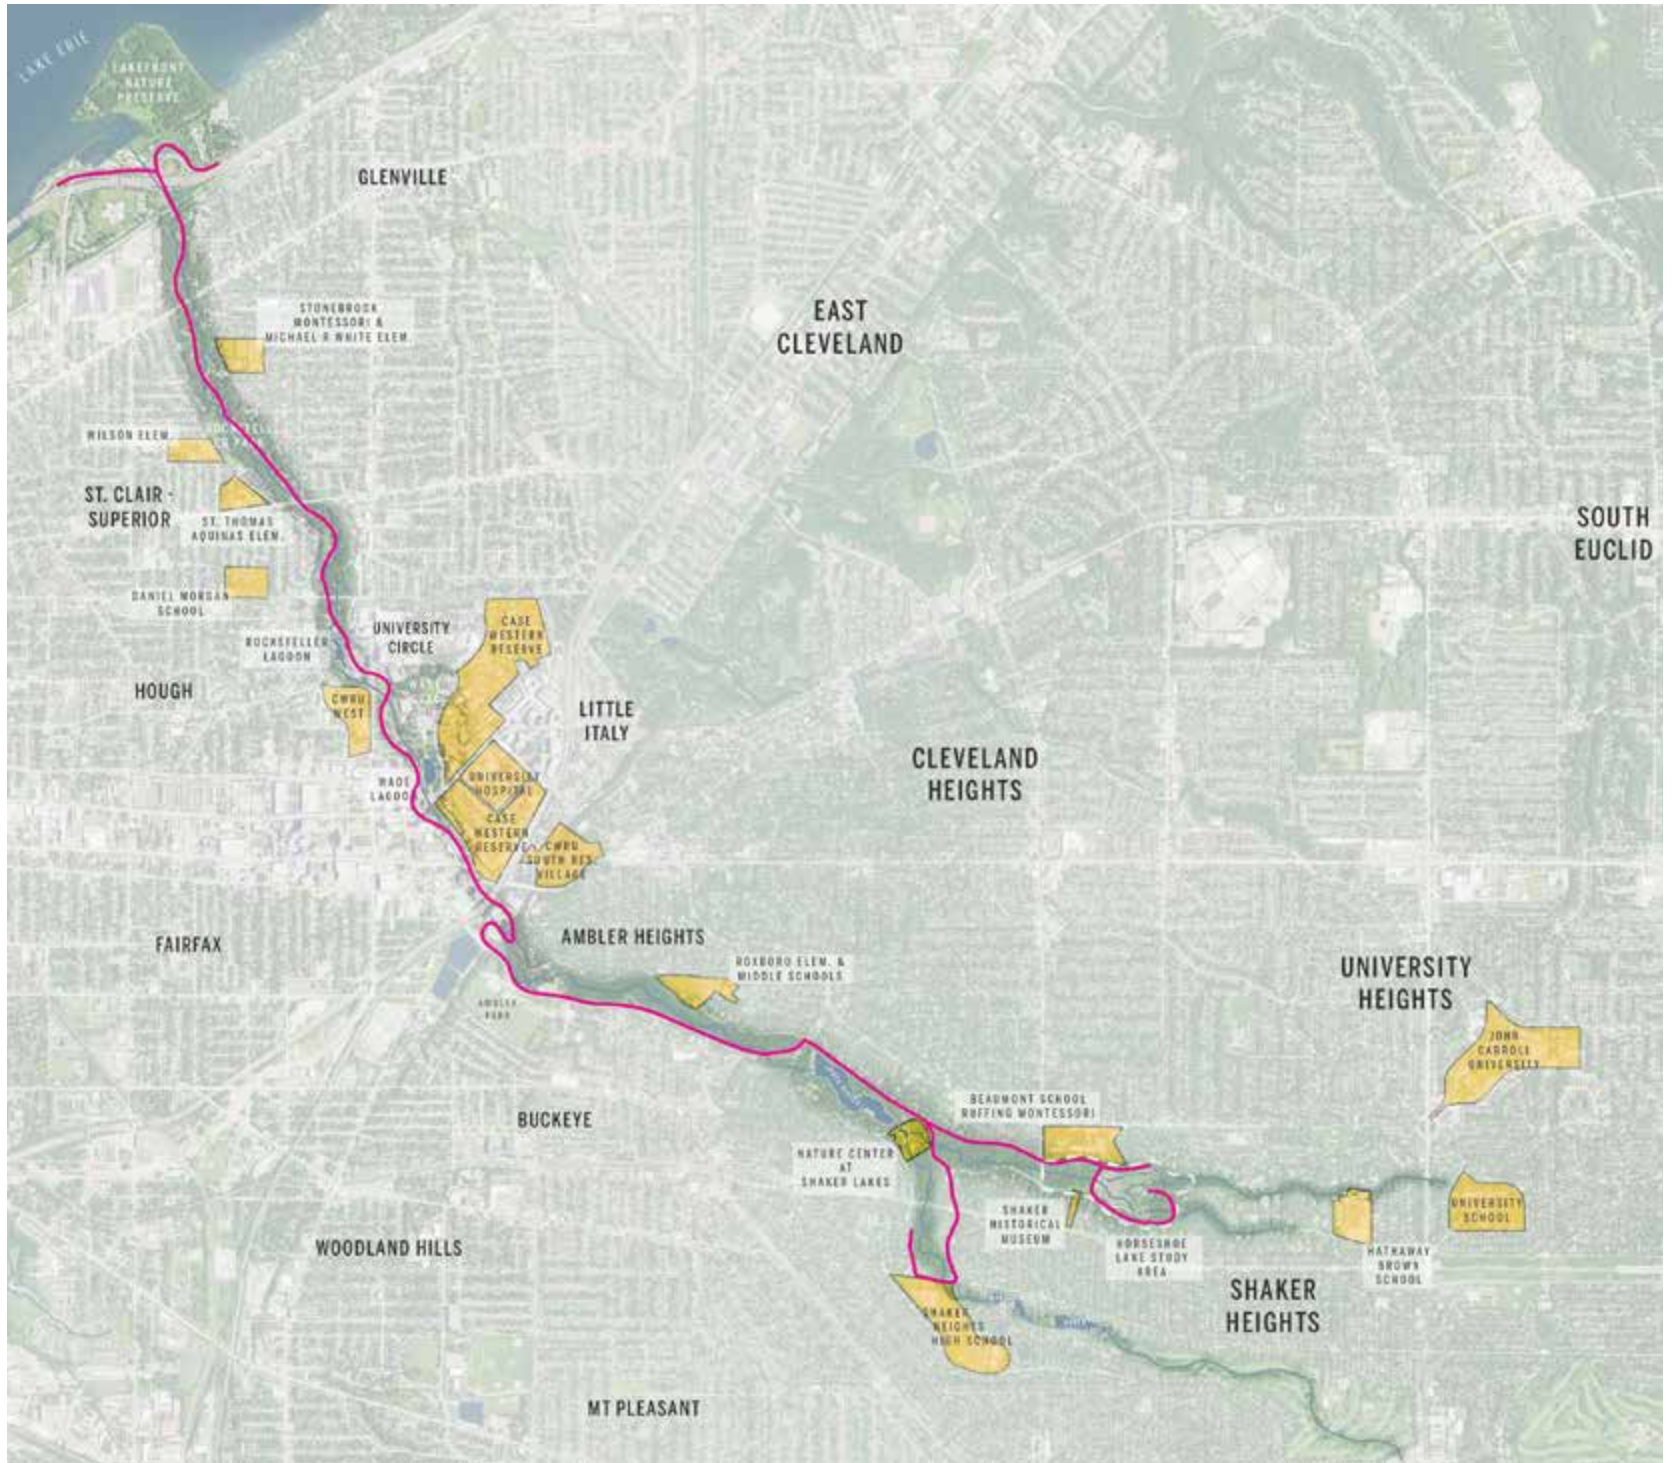 LAKE ERIE
LAKEFRONT
NATURE
PRESERVE
GLENVILLE
STONEBROOK
MONTESSORI &
MICHAEL R WHITE ELEM.
EAST
CLEVELAND
WILSON ELEM.
ST. CLAIR -
SUPERIOR
ST. THOMAS
AQUINAS ELEM.
SOUTH
EUCLID
DANIEL MORGAN
SCHOOL
ROCKEFELLER
LAGOON
UNIVERSITY
CIRCLE
CASE
WESTERN
RESERVE
HOUGH
CWRU
WEST
LITTLE
ITALY
CLEVELAND
HEIGHTS
WADE
LAGOON
UNIVERSITY
HOSPITAL
CASE
WESTERN
RESERVE
CWRU
SOUTH RES.
VILLAGE
FAIRFAX
AMBLER HEIGHTS
ROXBORO ELEM. &
MIDDLE SCHOOLS
UNIVERSITY
HEIGHTS
AMBLER
PARK
JOHN
CARROLL
UNIVERSITY
BUCKEYE
BEAUMONT SCHOOL
RUFFING MONTESSORI
NATURE CENTER
AT
SHAKER LAKES
SHAKER
HISTORICAL
MUSEUM
UNIVERSITY
SCHOOL
WOODLAND HILLS
HORSESHOE
LAKE STUDY
AREA
HATHAWAY
BROWN
SCHOOL
SHAKER
HEIGHTS
SHAKER
HEIGHTS
HIGH SCHOOL
MT PLEASANT